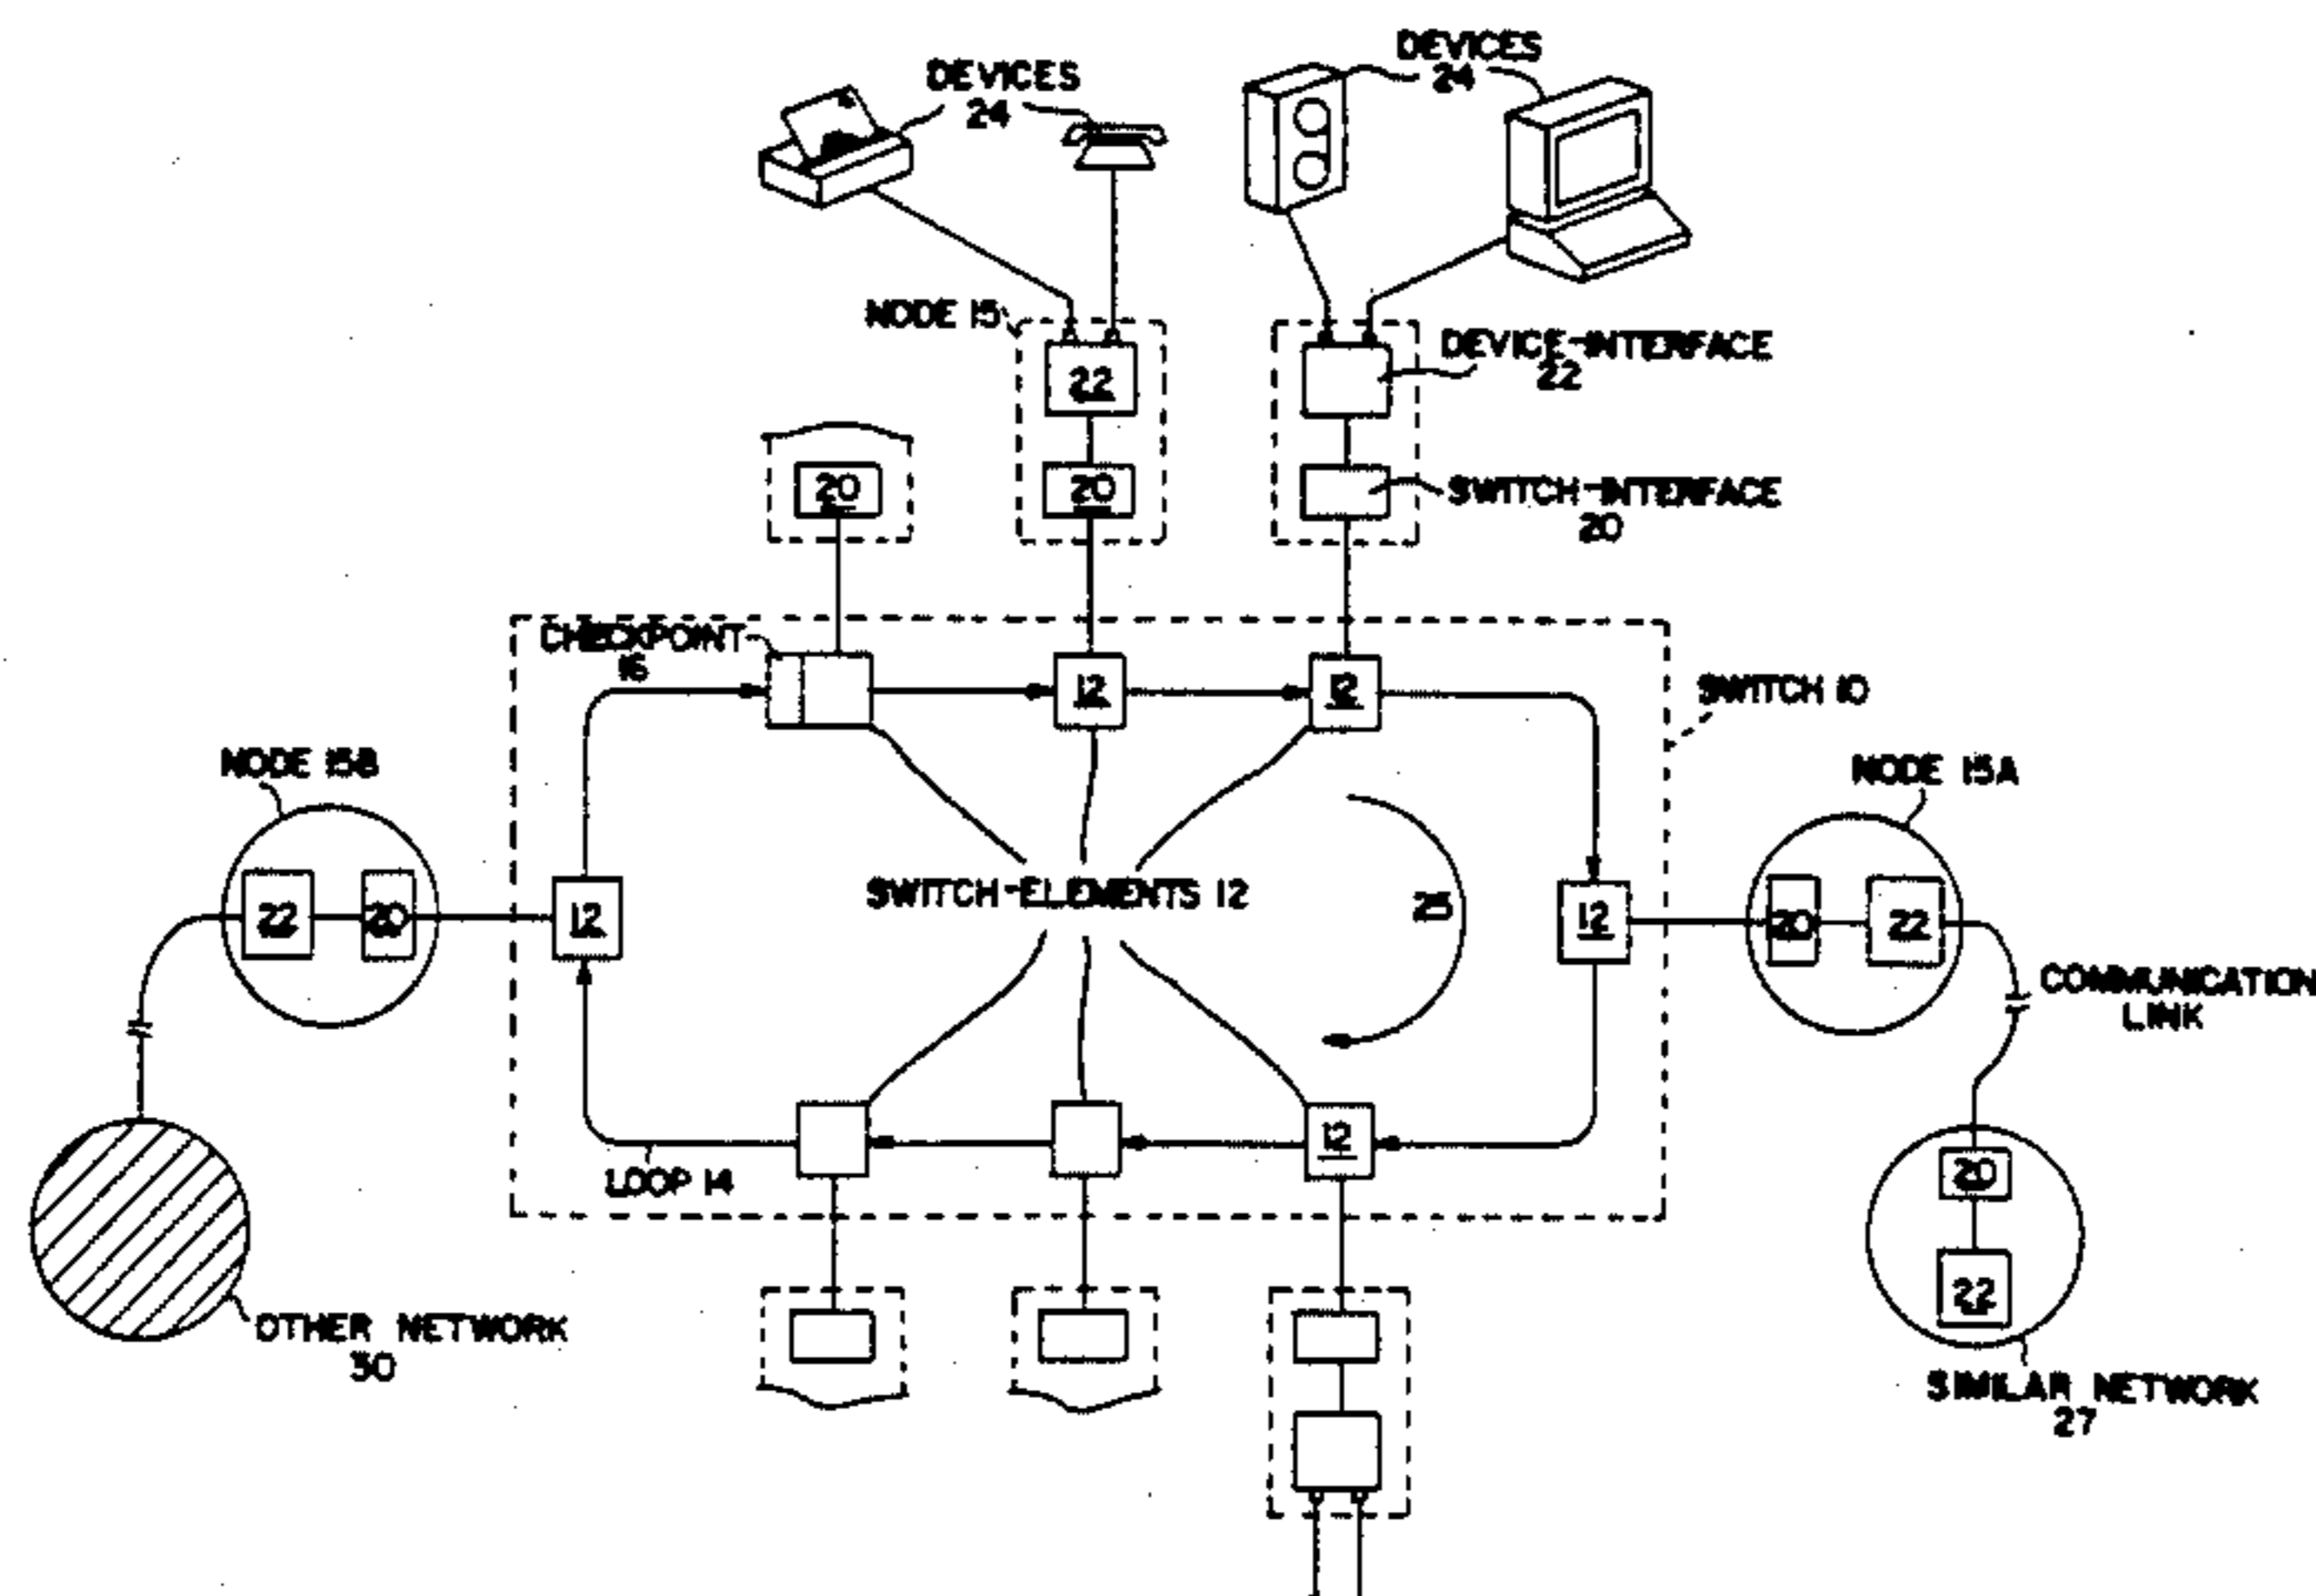 DEVICES
24
DEVICES
24
NODE 15
22
DEVICE-INTERFACE
22
20
20
SWITCH-INTERFACE
20
CHECKPOINT
16
12
12
SWITCH 10
NODE 15B
NODE 15A
SWITCH-ELEMENTS 12
25
22
20
12
12
20
22
COMMUNICATION
LINK
12
LOOP 14
20
22
OTHER NETWORK
30
SIMILAR NETWORK
27